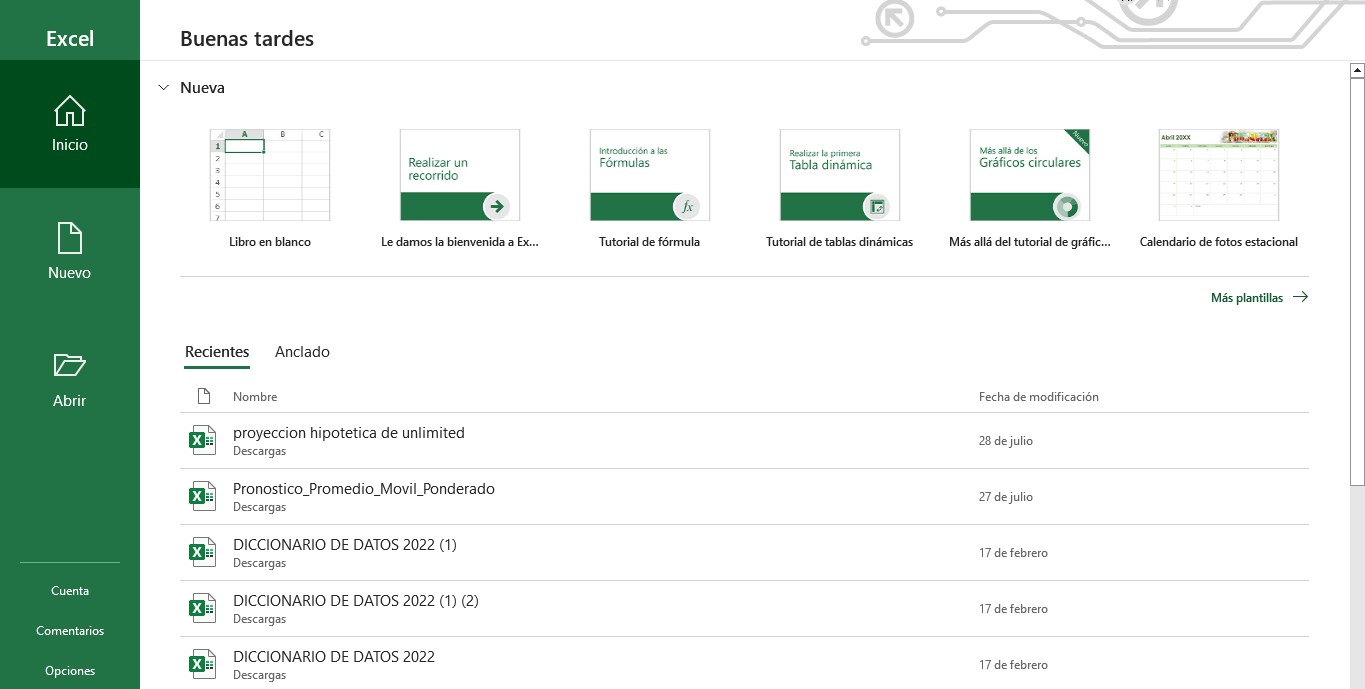 Excel
Buenas tardes
Inicio
Nuevo
Abrir
Cuenta
Comentarios
Opciones
Nueva
A B C
1
2
3
4
5
6
7
Libro en blanco
Realizar un
recorrido
Le damos la bienvenida a Ex...
Introducción a las
Fórmulas
fx
Tutorial de fórmula
Realizar la primera
Tabla dinámica
Tutorial de tablas dinámicas
Más allá de los
Gráficos circulares
Nuevo
Más allá del tutorial de gráfic...
Abril 20XX
Calendario de fotos estacional
Más plantillas
Recientes Anclado
Nombre Fecha de modificación
proyeccion hipotetica de unlimited
Descargas
28 de julio
Pronostico_Promedio_Movil_Ponderado
Descargas
27 de julio
DICCIONARIO DE DATOS 2022 (1)
Descargas
17 de febrero
DICCIONARIO DE DATOS 2022 (1) (2)
Descargas
17 de febrero
DICCIONARIO DE DATOS 2022
Descargas
17 de febrero